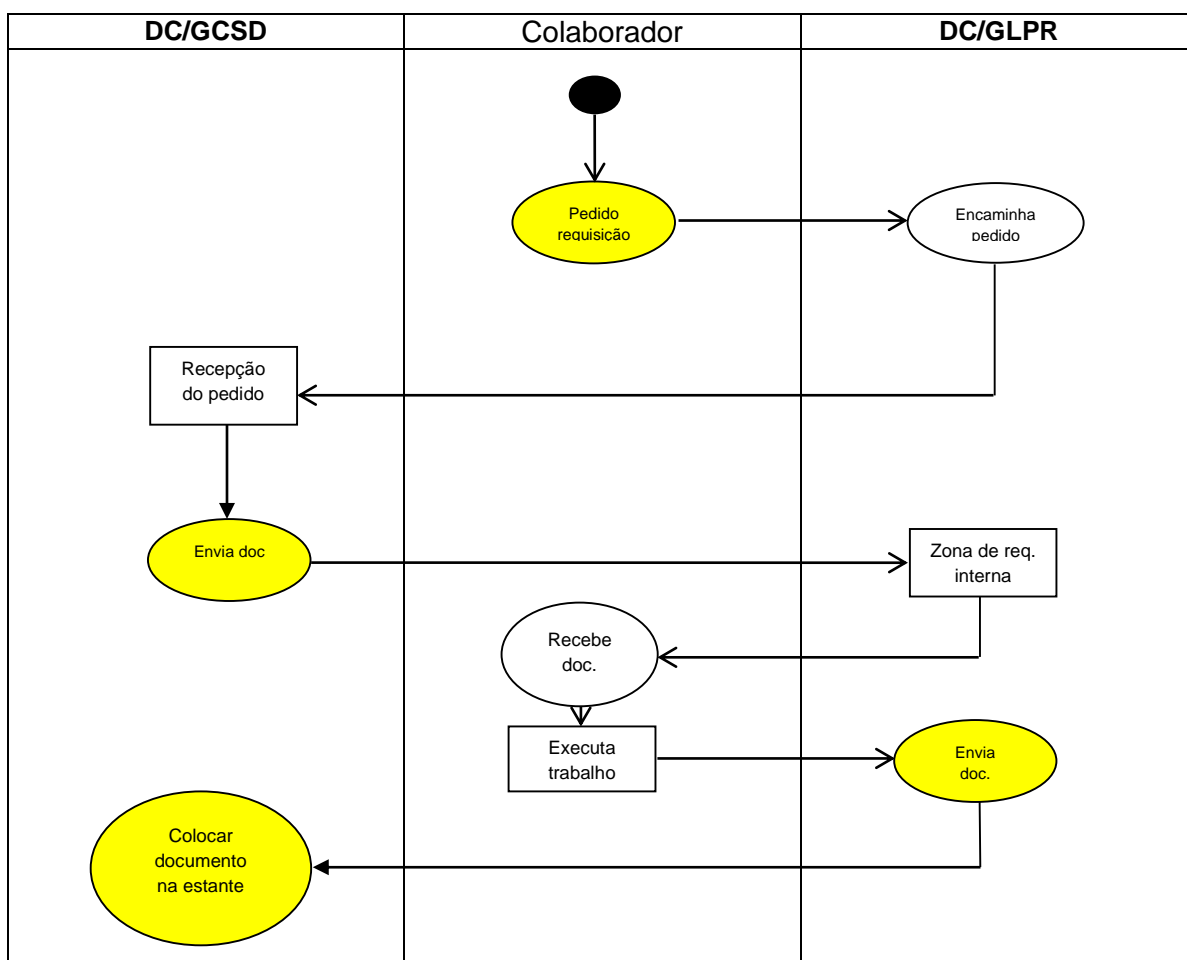 DC/GCSD
Colaborador
DC/GLPR
Pedido
requisição
Encaminha
pedido
Recepção
do pedido
Envia doc
Zona de req.
interna
Recebe
doc.
Executa
trabalho
Envia
doc.
Colocar
documento
na estante